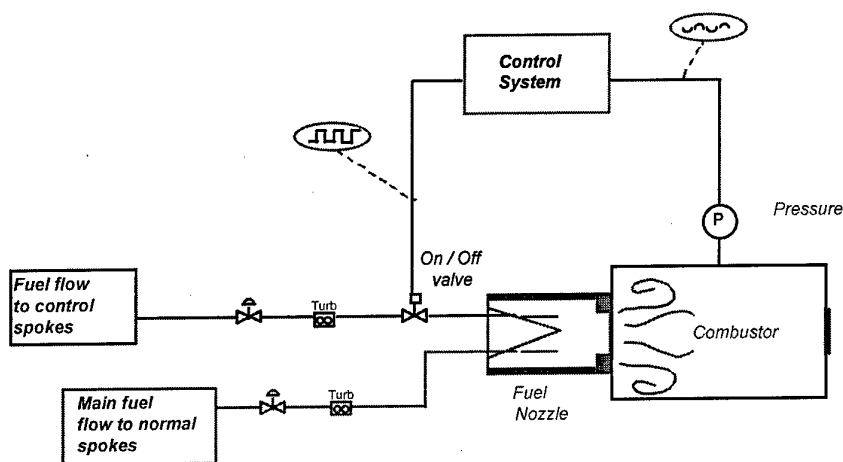 Control
System
P
Pressure
On / Off
valve
Fuel flow
to control
spokes
Turb
Combustor
Main fuel
flow to normal
spokes
Turb
Fuel
Nozzle